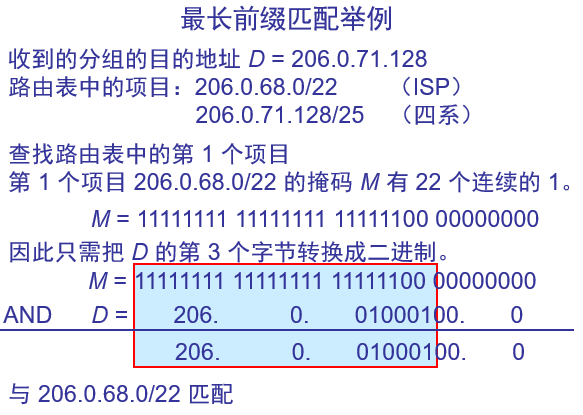 最长前缀匹配举例
收到的分组的目的地址 D = 206.0.71.128
路由表中的项目：206.0.68.0/22 （ISP）
206.0.71.128/25 （四系）
查找路由表中的第 1 个项目
第 1 个项目 206.0.68.0/22 的掩码 M 有 22 个连续的 1。
M = 11111111 11111111 11111100 00000000
因此只需把 D 的第 3 个字节转换成二进制。
M = 11111111 11111111 11111100 00000000
AND D = 206. 0. 01000100. 0
206. 0. 01000100. 0
与 206.0.68.0/22 匹配